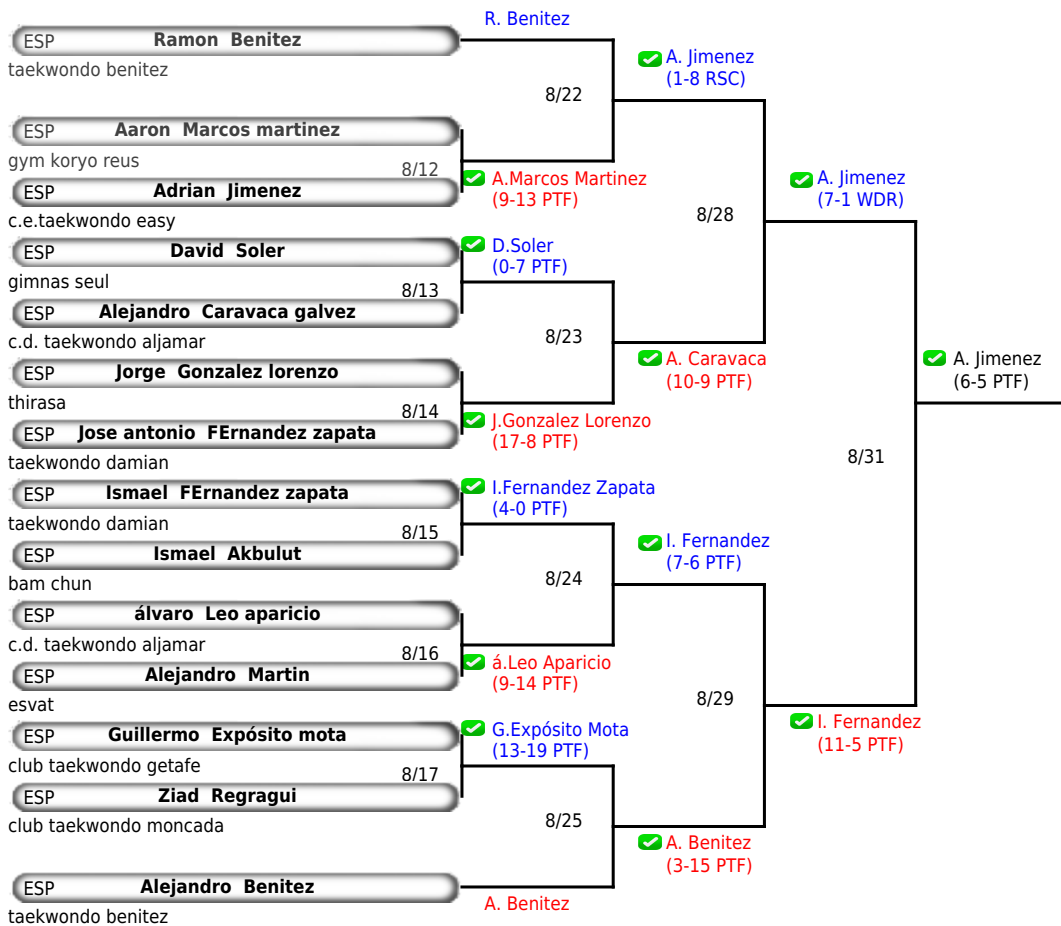 R. Benitez
ESP Ramon Benitez
taekwondo benitez
A. Jimenez
(1-8 RSC)
8/22
ESP Aaron Marcos martinez
gym koryo reus
8/12
ESP Adrian Jimenez
c.e.taekwondo easy
A.Marcos Martinez
(9-13 PTF)
A. Jimenez
(7-1 WDR)
8/28
ESP David Soler
gimnas seul
8/13
ESP Alejandro Caravaca galvez
c.d. taekwondo aljamar
D.Soler
(0-7 PTF)
8/23
A. Caravaca
(10-9 PTF)
ESP Jorge Gonzalez lorenzo
thirasa
8/14
ESP Jose antonio FErnandez zapata
taekwondo damian
J.Gonzalez Lorenzo
(17-8 PTF)
A. Jimenez
(6-5 PTF)
8/31
ESP Ismael FErnandez zapata
taekwondo damian
8/15
ESP Ismael Akbulut
bam chun
I.Fernandez Zapata
(4-0 PTF)
I. Fernandez
(7-6 PTF)
8/24
ESP álvaro Leo aparicio
c.d. taekwondo aljamar
8/16
ESP Alejandro Martin
esvat
á.Leo Aparicio
(9-14 PTF)
8/29
I. Fernandez
(11-5 PTF)
ESP Guillermo Expósito mota
club taekwondo getafe
8/17
ESP Ziad Regragui
club taekwondo moncada
G.Expósito Mota
(13-19 PTF)
8/25
A. Benitez
(3-15 PTF)
ESP Alejandro Benitez
taekwondo benitez
A. Benitez